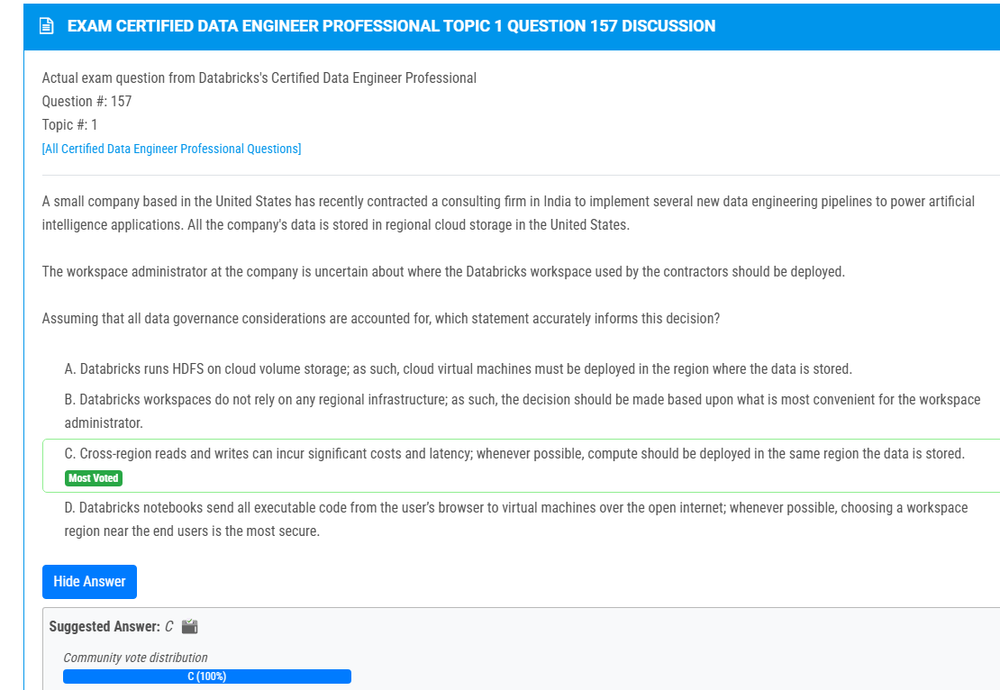 EXAM CERTIFIED DATA ENGINEER PROFESSIONAL TOPIC 1 QUESTION 157 DISCUSSION
Actual exam question from Databricks's Certified Data Engineer Professional
Question #: 157
Topic #: 1
[All Certified Data Engineer Professional Questions]
A small company based in the United States has recently contracted a consulting firm in India to implement several new data engineering pipelines to power artificial
intelligence applications. All the company's data is stored in regional cloud storage in the United States.
The workspace administrator at the company is uncertain about where the Databricks workspace used by the contractors should be deployed.
Assuming that all data governance considerations are accounted for, which statement accurately informs this decision?
A. Databricks runs HDFS on cloud volume storage; as such, cloud virtual machines must be deployed in the region where the data is stored.
B. Databricks workspaces do not rely on any regional infrastructure; as such, the decision should be made based upon what is most convenient for the workspace
administrator.
C. Cross-region reads and writes can incur significant costs and latency; whenever possible, compute should be deployed in the same region the data is stored.
Most Voted
D. Databricks notebooks send all executable code from the user’s browser to virtual machines over the open internet; whenever possible, choosing a workspace
region near the end users is the most secure.
Hide Answer
Suggested Answer: C
Community vote distribution
C (100%)